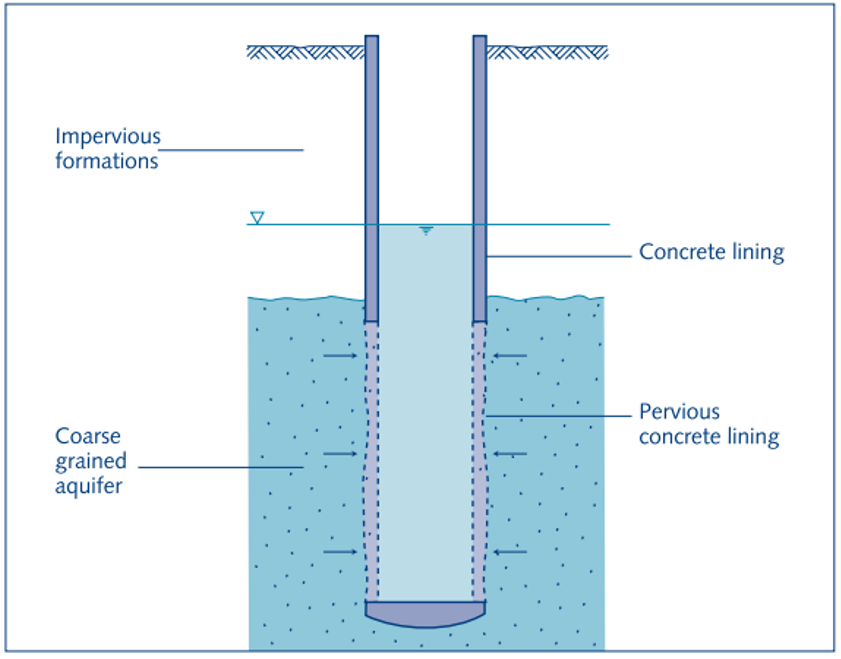 Impervious
formations
Concrete lining
Pervious
concrete lining
Coarse
grained
aquifer